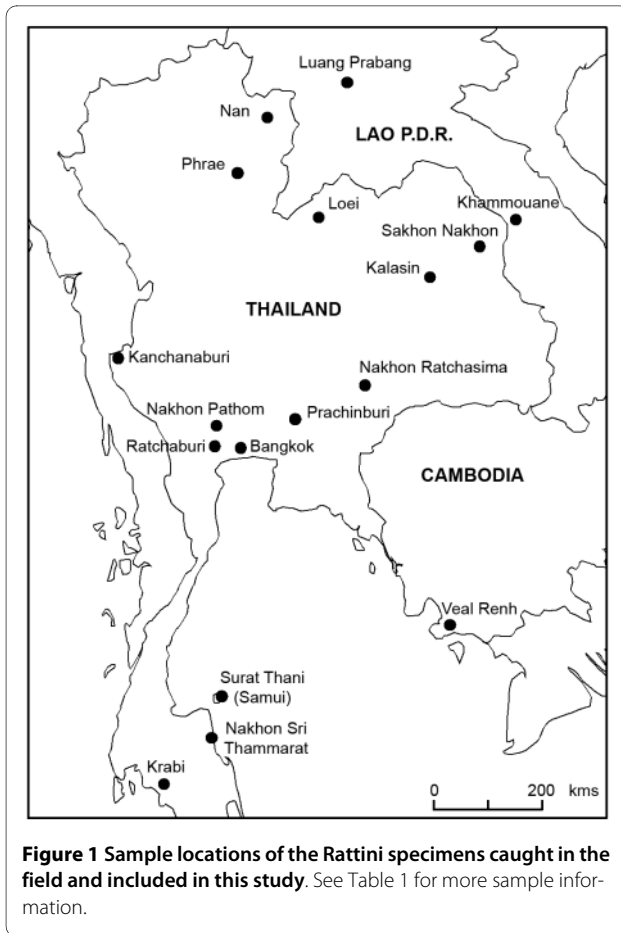 Luang Prabang
Nan
LAO P.D.R.
Phrae
Loei
Khammouane
Sakhon Nakhon
Kalasin
THAILAND
Kanchanaburi
Nakhon Ratchasima
Nakhon Pathom
Prachinburi
Ratchaburi
Bangkok
CAMBODIA
Veal Renh
Surat Thani
(Samui)
Nakhon Sri
Thammarat
Krabi
0 200 kms
Figure 1 Sample locations of the Rattini specimens caught in the
field and included in this study. See Table 1 for more sample infor-
mation.